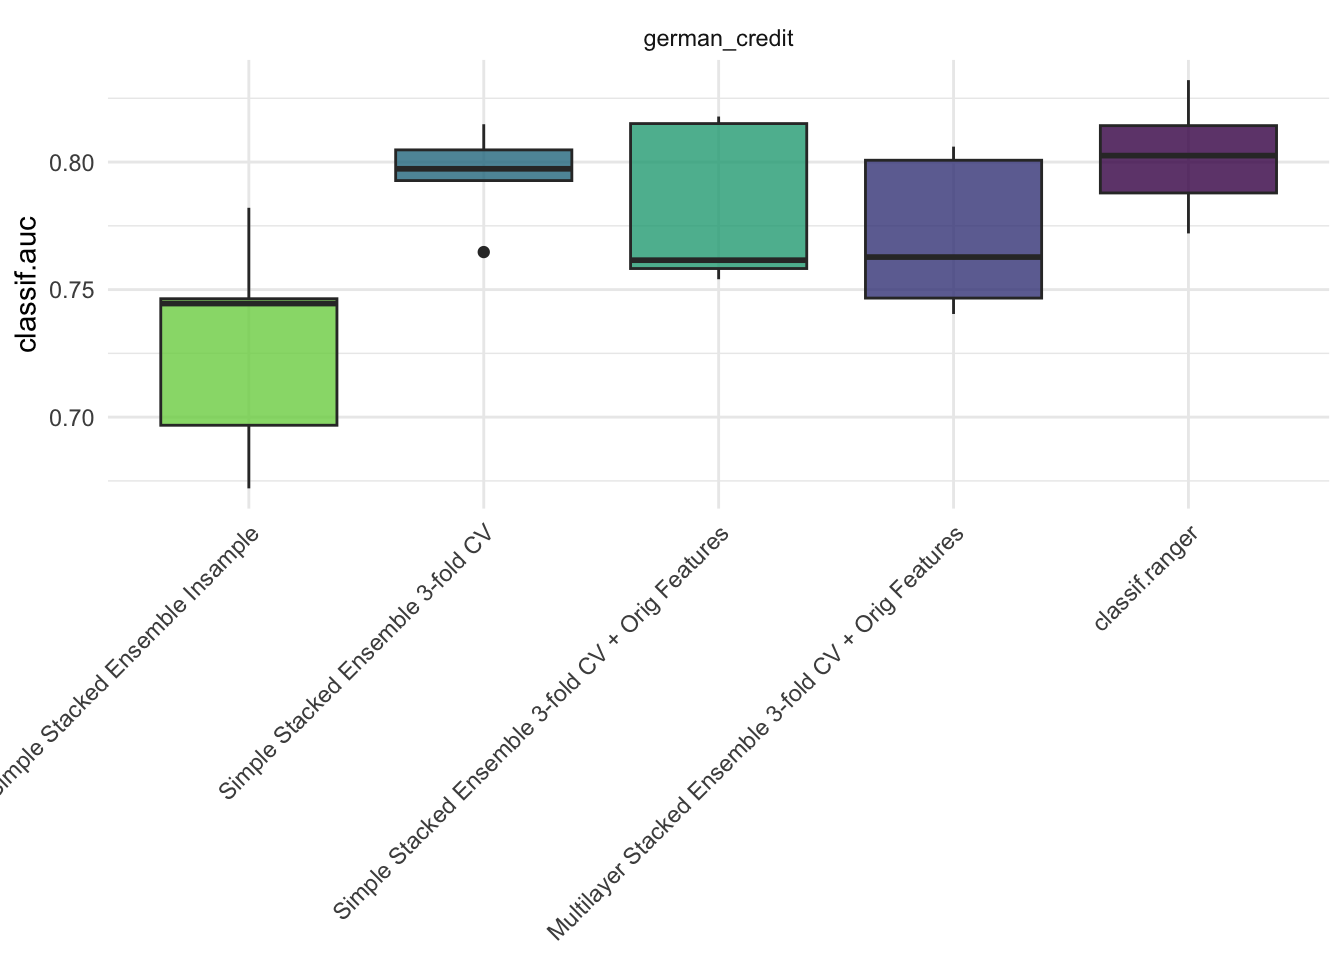 german_credit
classif.auc
0.80
0.75
0.70
Stacked Ensemble Insample
Simple Stacked Ensemble 3-fold CV
Simple Stacked Ensemble 3-fold CV + Orig Features
Multilayer Stacked Ensemble 3-fold CV + Orig Features
classif.ranger